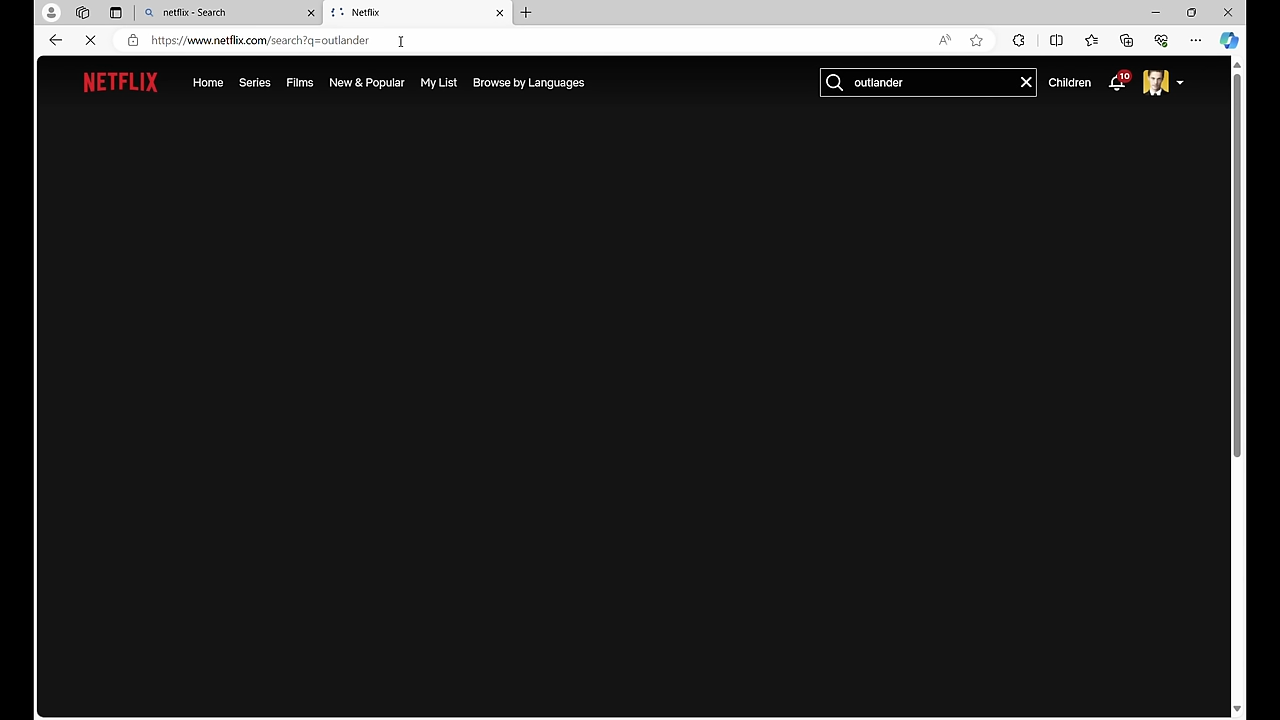 netflix - Search
Netflix
https://www.netflix.com/search?q=outlander
NETFLIX
Home
Series
Films
New & Popular
My List
Browse by Languages
outlander
Children
10